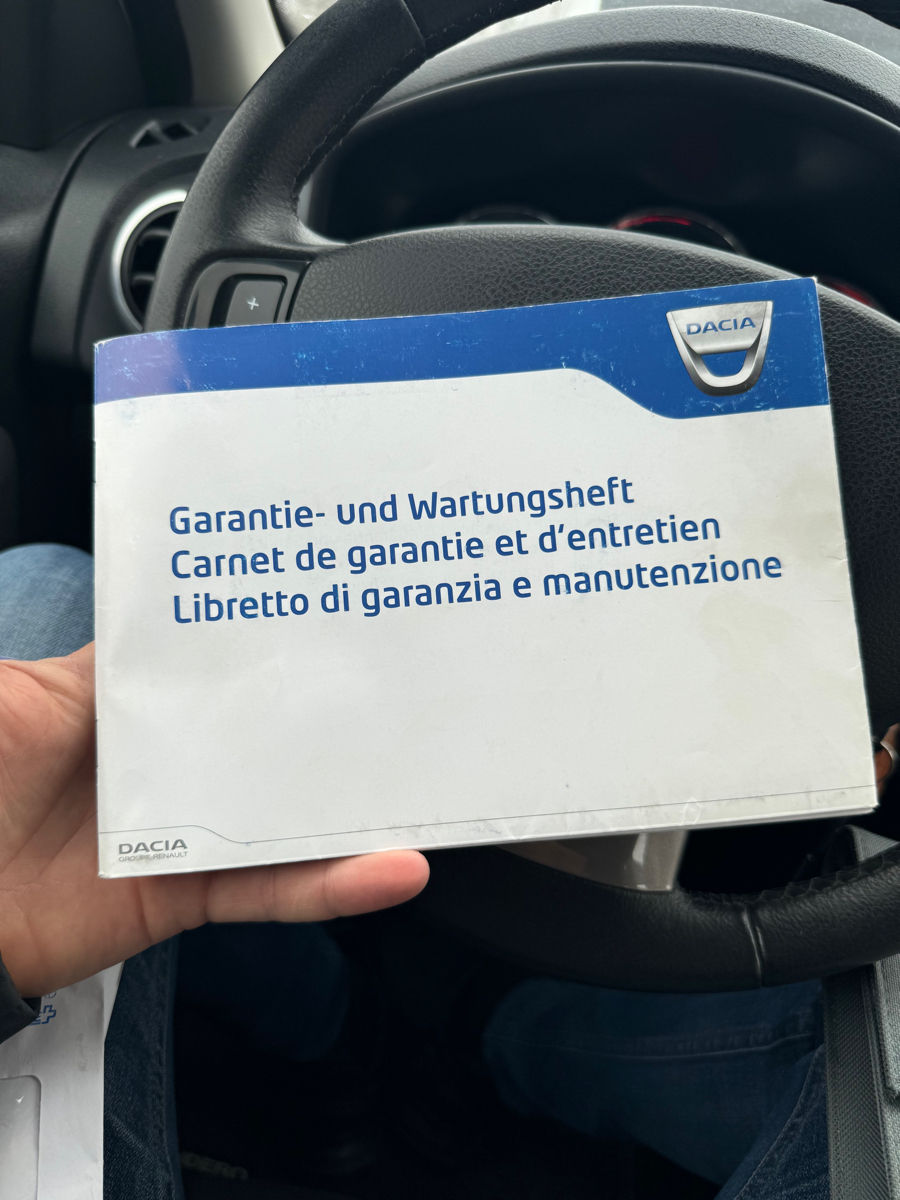 +
DACIA
Garantie- und Wartungsheft
Carnet de garantie et d'entretien
Libretto di garanzia e manutenzione
DACIA
GROUPE RENAULT